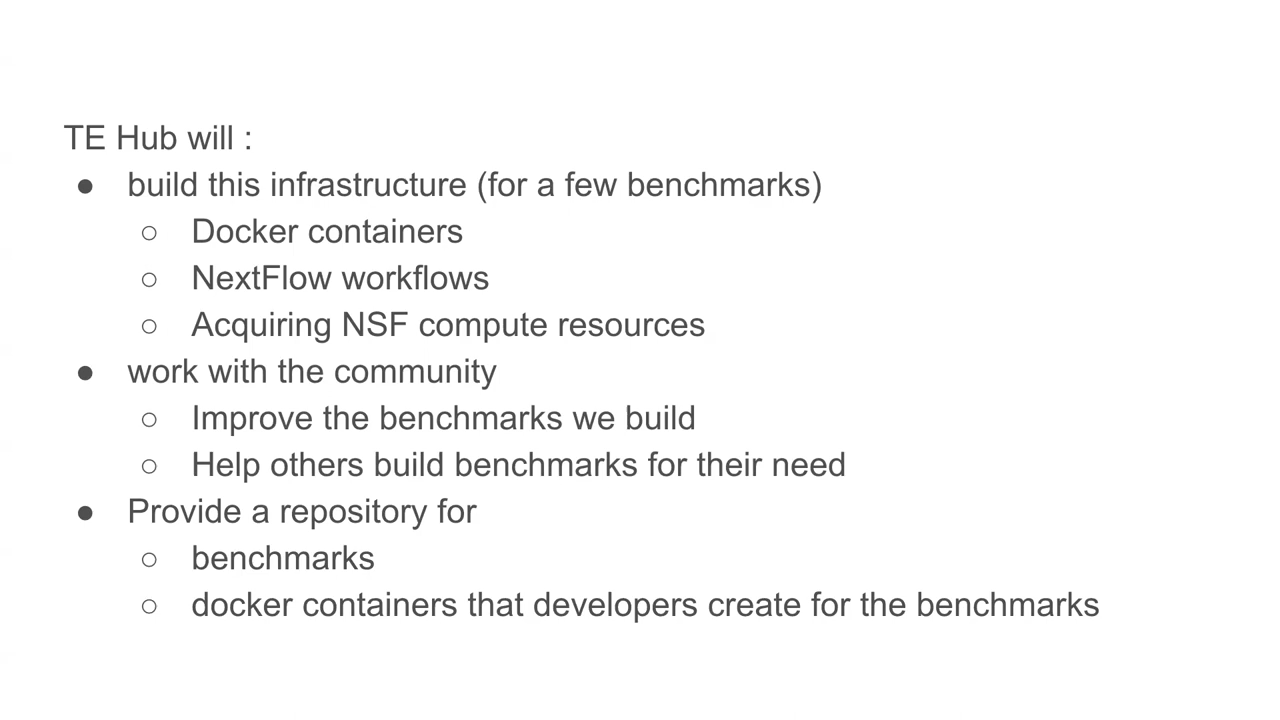 TE Hub will :
● build this infrastructure (for a few benchmarks)
○ Docker containers
○ NextFlow workflows
○ Acquiring NSF compute resources
● work with the community
○ Improve the benchmarks we build
○ Help others build benchmarks for their need
● Provide a repository for
○ benchmarks
○ docker containers that developers create for the benchmarks